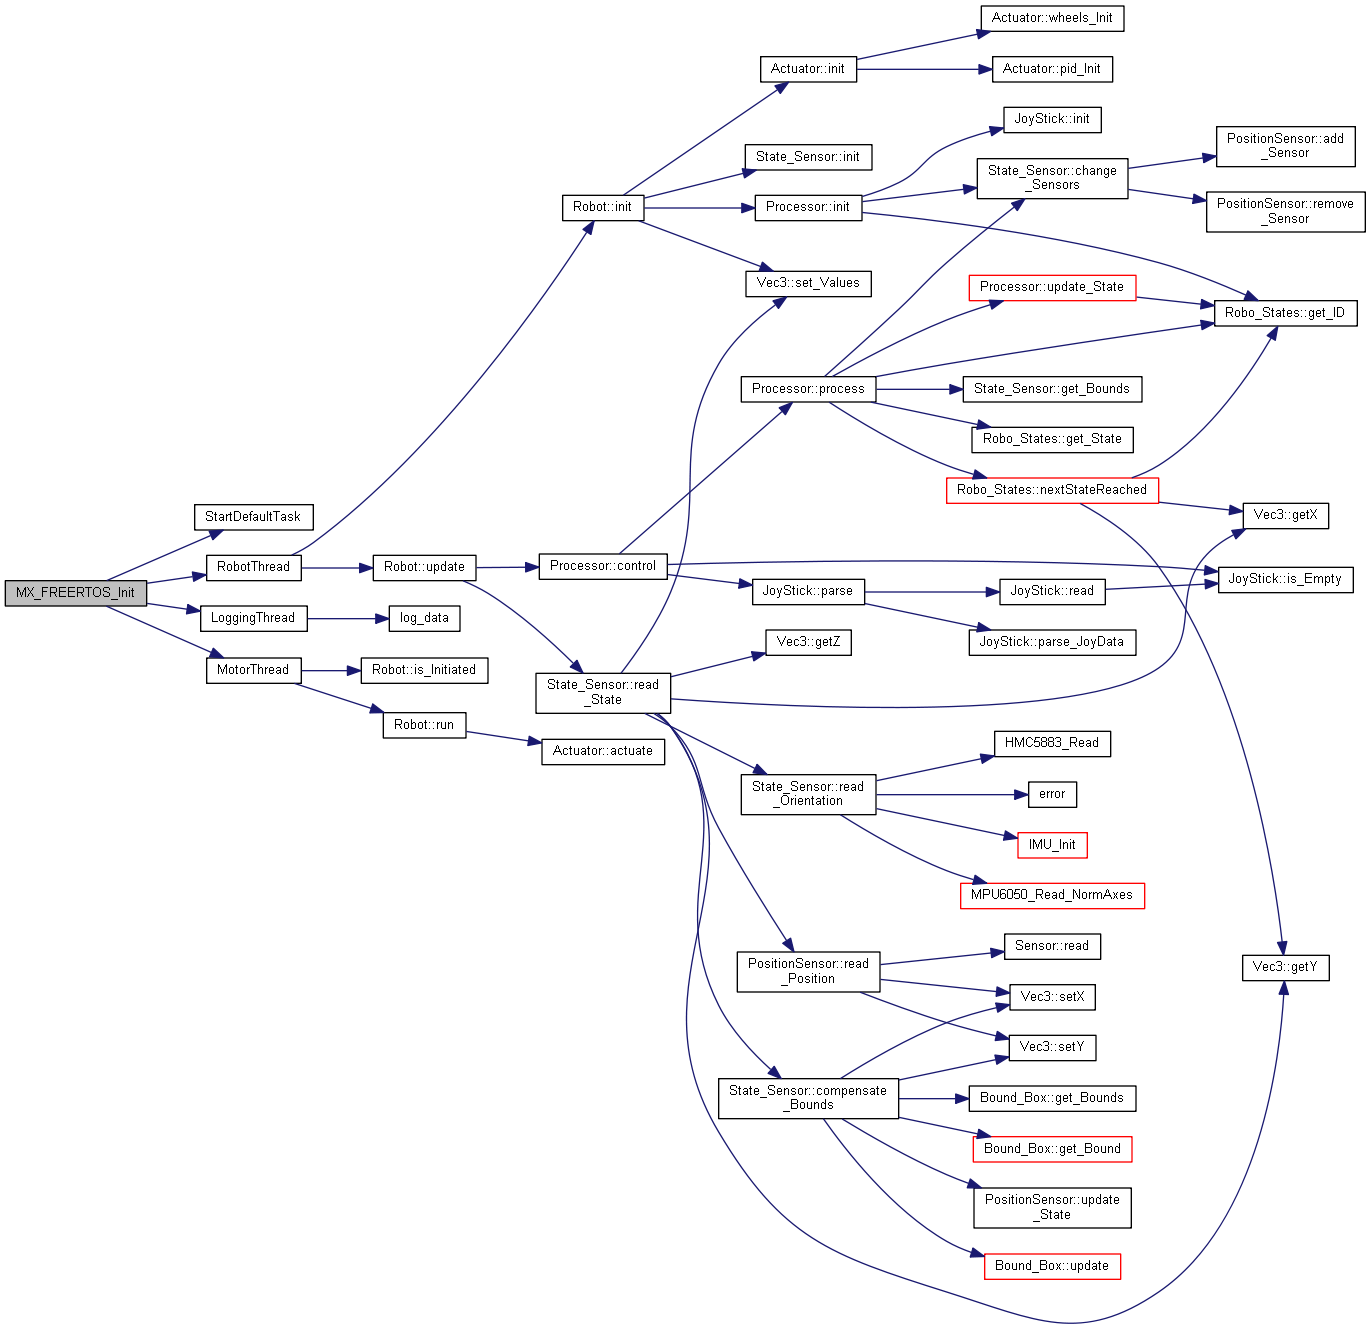 Actuator::wheels_Init
Actuator::init
Actuator::pid_Init
JoyStick::init
PositionSensor::add
_Sensor
State_Sensor::init
State_Sensor::change
_Sensors
Robot::init
Processor::init
PositionSensor::remove
_Sensor
Vec3::set_Values
Processor::update_State
Robo_States::get_ID
Processor::process
State_Sensor::get_Bounds
Robo_States::get_State
Robo_States::nextStateReached
StartDefaultTask
Vec3::getX
RobotThread
Robot::update
Processor::control
JoyStick::is_Empty
MX_FREERTOS_Init
JoyStick::parse
JoyStick::read
LoggingThread
log_data
Vec3::getZ
JoyStick::parse_JoyData
MotorThread
Robot::is_Initiated
State_Sensor::read
_State
Robot::run
Actuator::actuate
HMC5883_Read
State_Sensor::read
_Orientation
error
IMU_Init
MPU6050_Read_NormAxes
Sensor::read
PositionSensor::read
_Position
Vec3::getY
Vec3::setX
Vec3::setY
State_Sensor::compensate
_Bounds
Bound_Box::get_Bounds
Bound_Box::get_Bound
PositionSensor::update
_State
Bound_Box::update